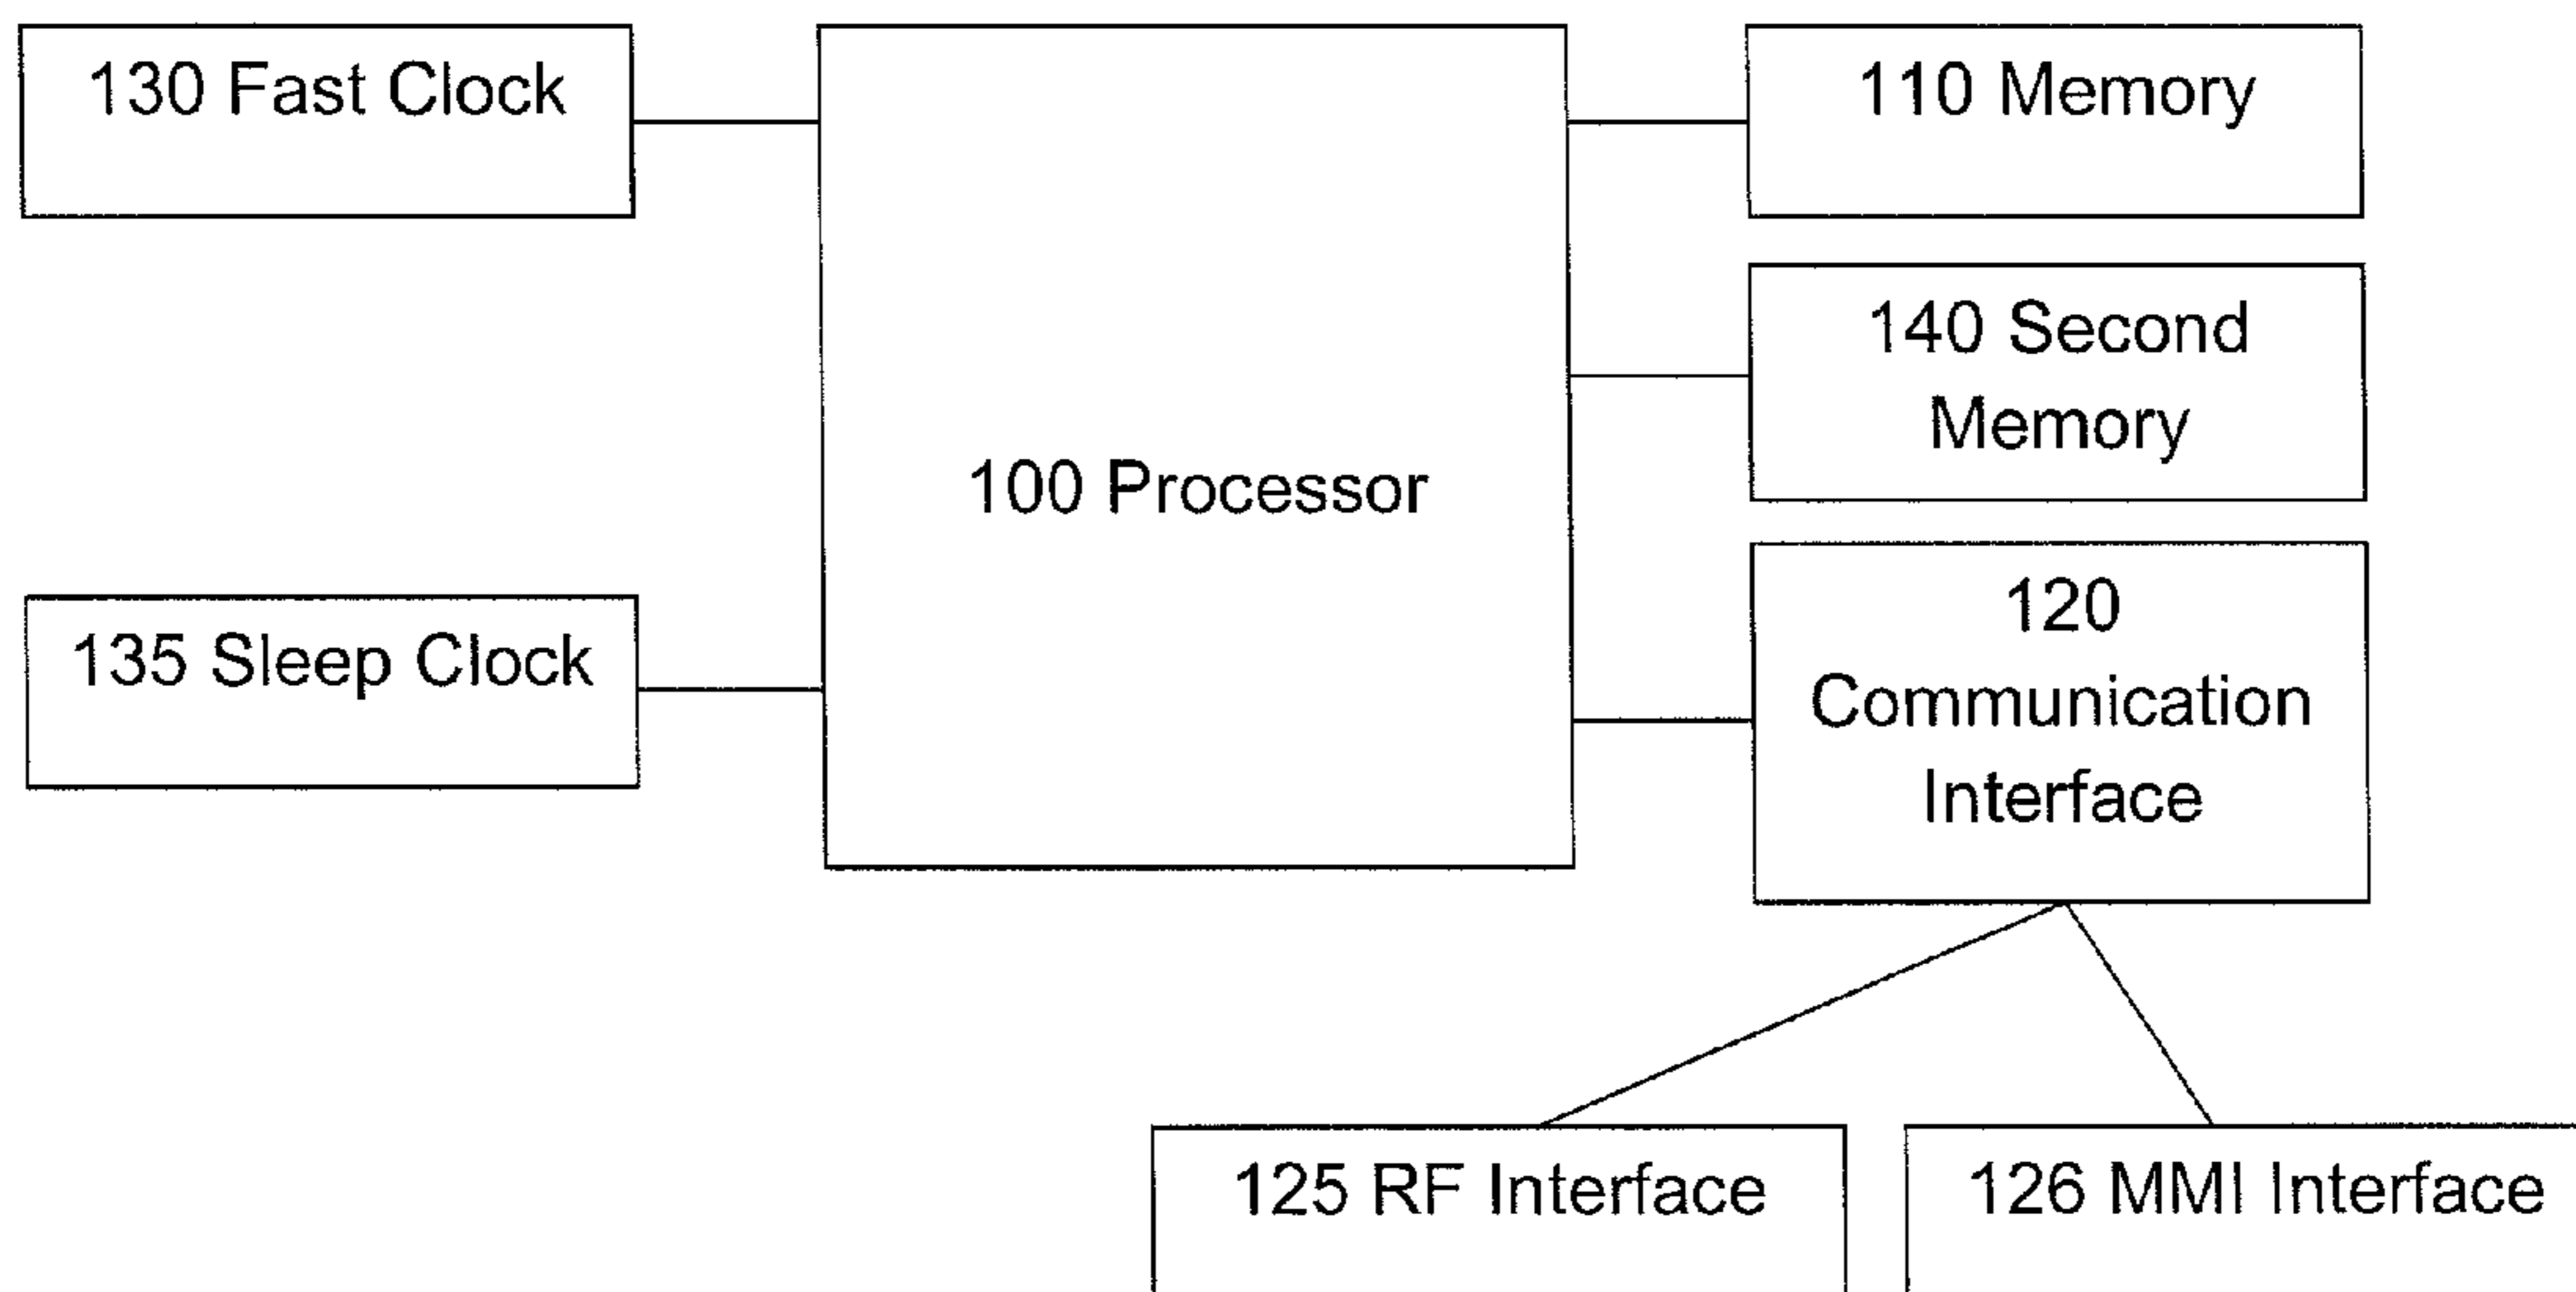 130 Fast Clock
110 Memory
140 Second
Memory
100 Processor
120
Communication
Interface
135 Sleep Clock
125 RF Interface
126 MMI Interface